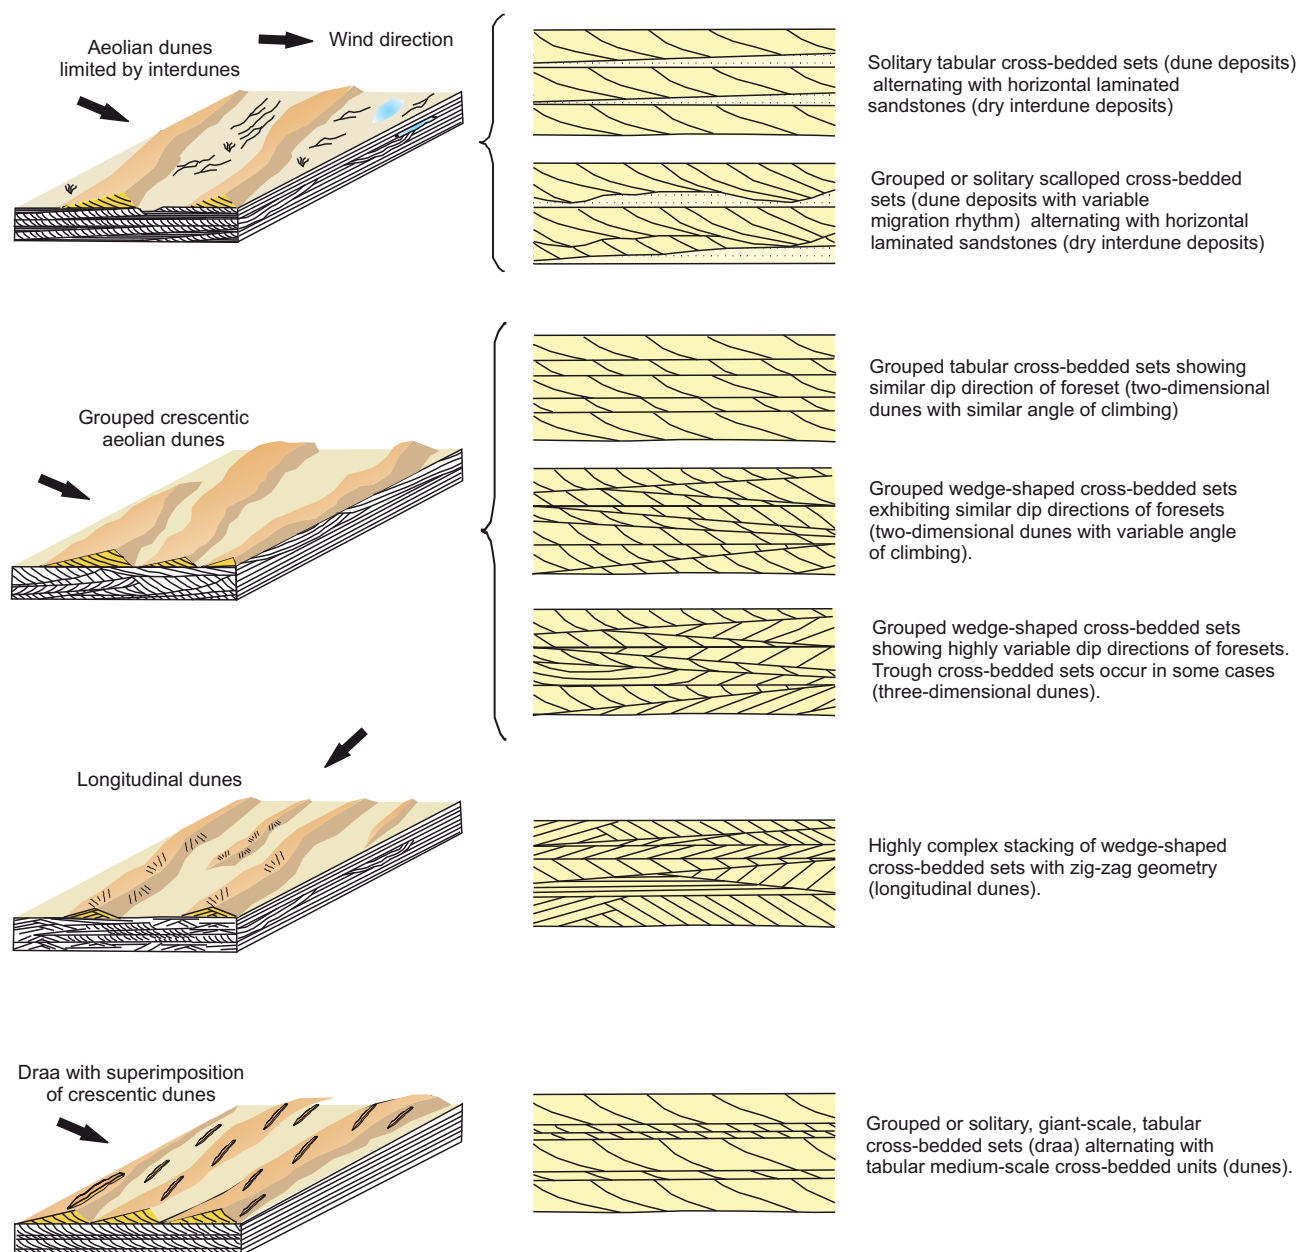 Aeolian dunes
limited by interdunes
Wind direction
Solitary tabular cross-bedded sets (dune deposits)
alternating with horizontal laminated
sandstones (dry interdune deposits)
Grouped or solitary scalloped cross-bedded
sets (dune deposits with variable
migration rhythm) alternating with horizontal
laminated sandstones (dry interdune deposits)
Grouped crescentic
aeolian dunes
Grouped tabular cross-bedded sets showing
similar dip direction of foreset (two-dimensional
dunes with similar angle of climbing)
Grouped wedge-shaped cross-bedded sets
exhibiting similar dip directions of foresets
(two-dimensional dunes with variable angle
of climbing).
Grouped wedge-shaped cross-bedded sets
showing highly variable dip directions of foresets.
Trough cross-bedded sets occur in some cases
(three-dimensional dunes).
Longitudinal dunes
Highly complex stacking of wedge-shaped
cross-bedded sets with zig-zag geometry
(longitudinal dunes).
Draa with superimposition
of crescentic dunes
Grouped or solitary, giant-scale, tabular
cross-bedded sets (draa) alternating with
tabular medium-scale cross-bedded units (dunes).